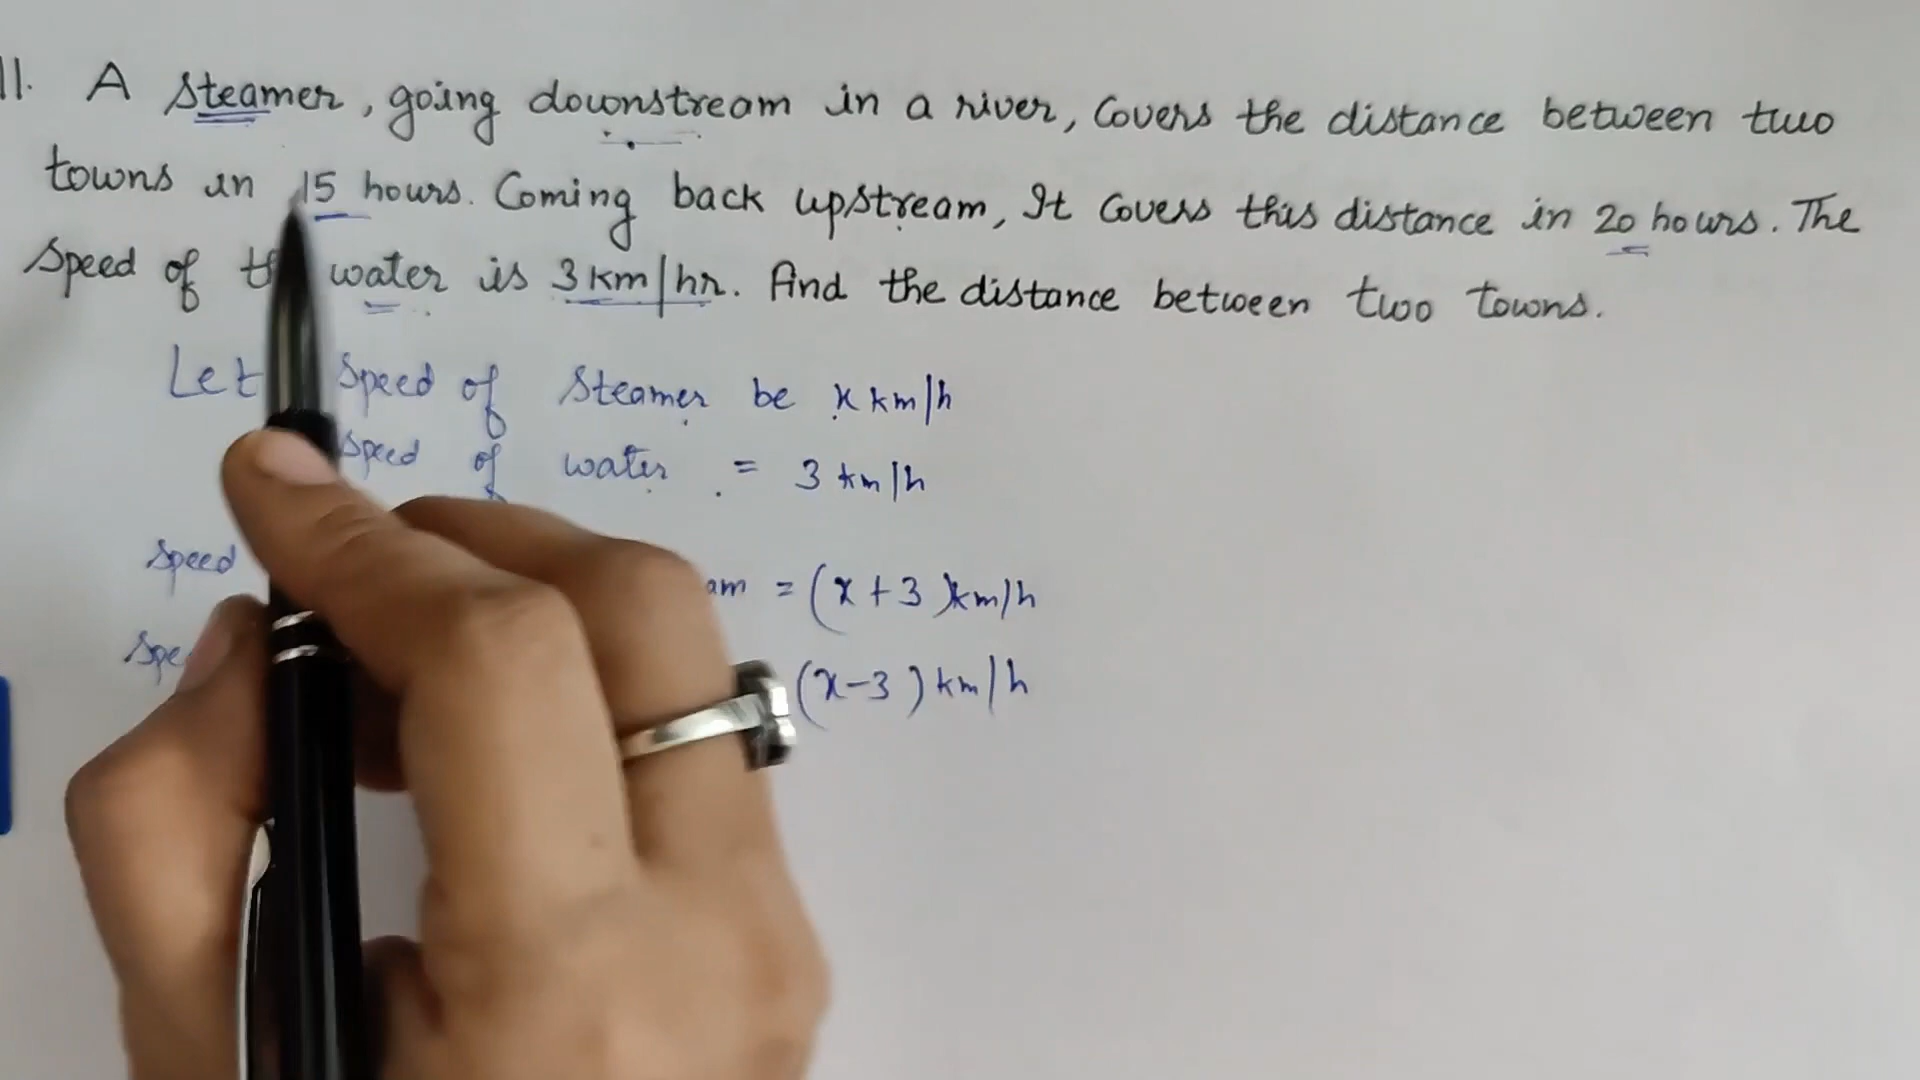 11. A steamer, going downstream in a river, Covers the distance between two
towns in 15 hours. Coming back upstream, It covers this distance in 20 hours. The
speed of water is 3 km/hr. Find the distance between two towns.
Let speed of steamer be x km/h
speed of water = 3 km/h
speed = (x+3) km/h
(x-3) km/h